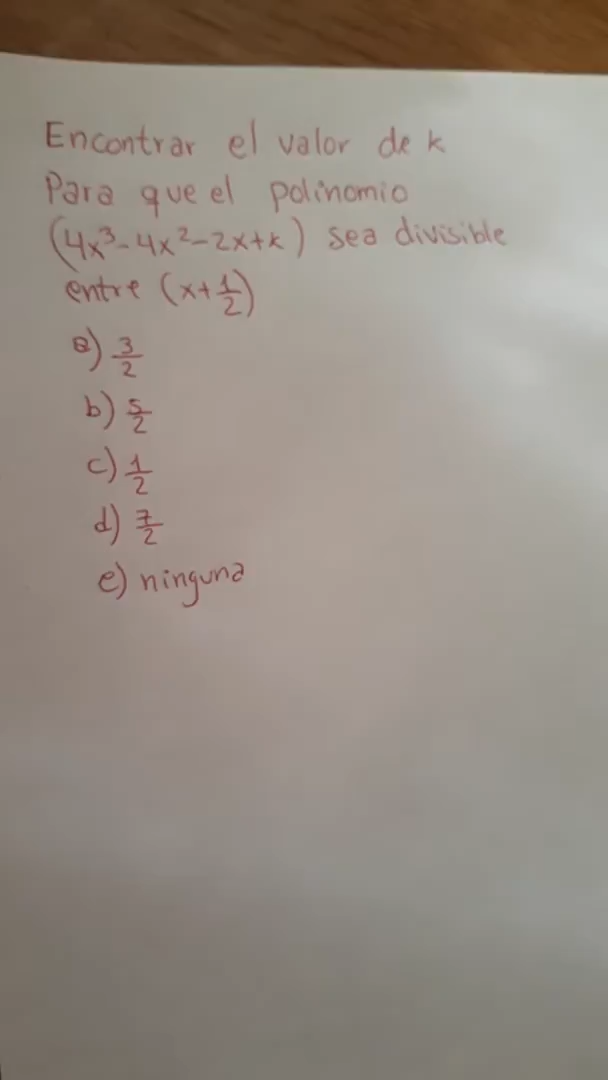 Encontrar el valor de k
Para que el polinomio
(4x³-4x²-2x+k) sea divisible
entre (x+1/2)
a) 3/2
b) 5/2
c) 1/2
d) 7/2
e) ninguna